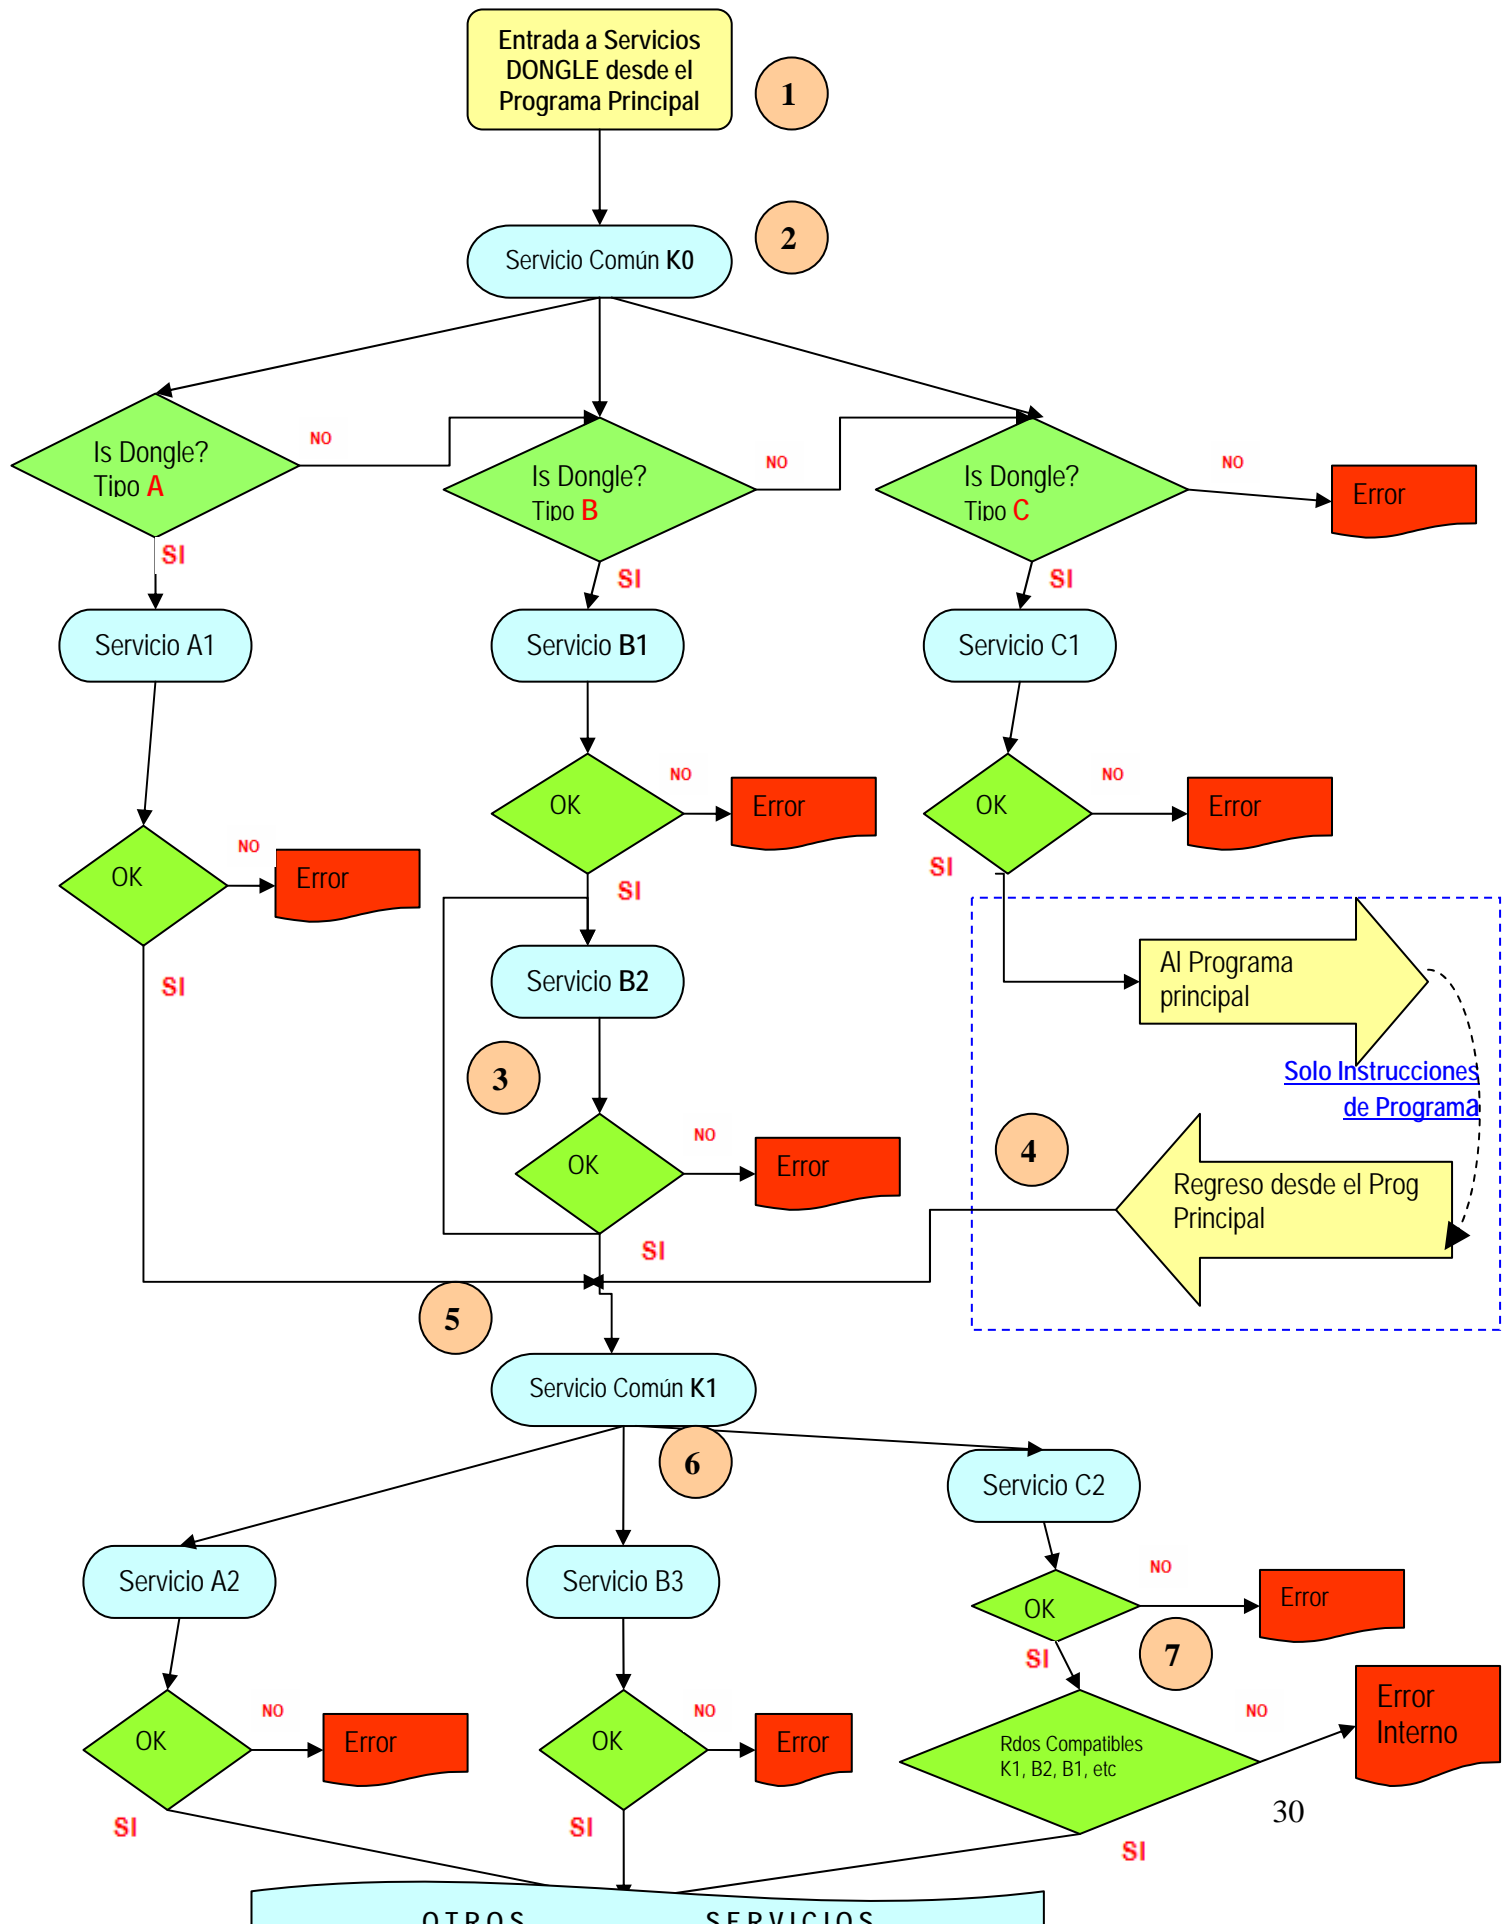 Entrada a Servicios
DONGLE desde el
Programa Principal
1
2
Servicio Común K0
Is Dongle?
Tipo A
NO
Is Dongle?
Tipo B
NO
Is Dongle?
Tipo C
NO
Error
SI
SI
SI
Servicio A1
Servicio B1
Servicio C1
OK
NO
Error
OK
NO
Error
OK
NO
Error
SI
SI
SI
Servicio B2
Al Programa
principal
3
Solo Instrucciones
de Programa
4
OK
NO
Error
Regreso desde el Prog
Principal
SI
5
Servicio Común K1
6
Servicio C2
Servicio A2
Servicio B3
OK
NO
Error
7
SI
OK
NO
Error
OK
NO
Error
Rdos Compatibles
K1, B2, B1, etc
NO
Error
Interno
30
SI
SI
SI
OTROS SERVICIOS